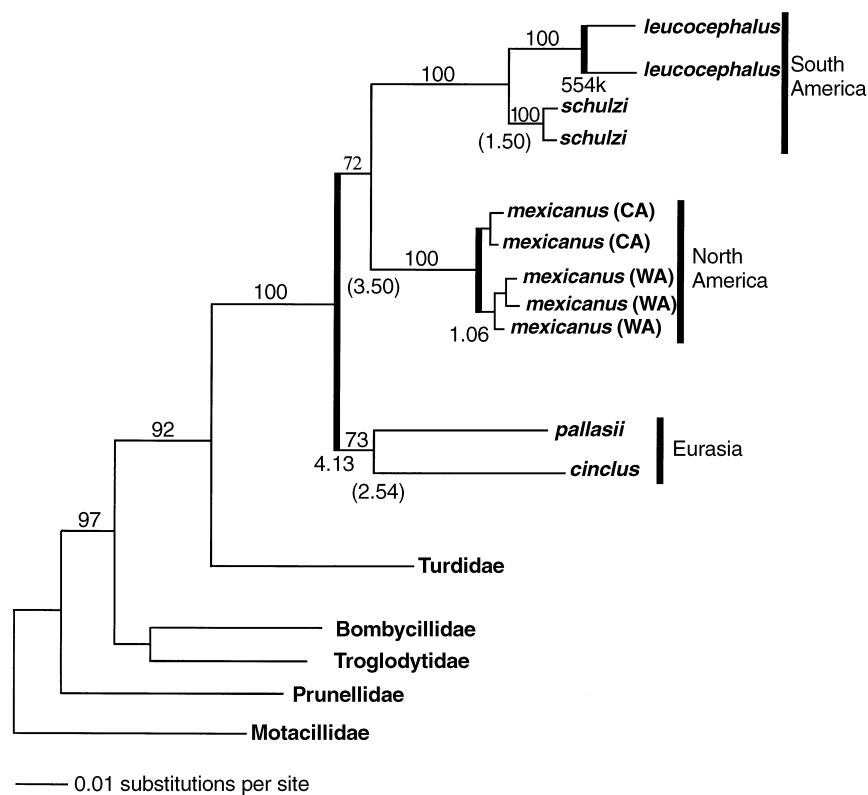 leucocephalus
100
leucocephalus
South
America
100
554k
schulzi
100
schulzi
(1.50)
72
mexicanus (CA)
mexicanus (CA)
100
North
America
mexicanus (WA)
(3.50)
100
mexicanus (WA)
mexicanus (WA)
1.06
92
pallasii
73
Eurasia
4.13
cinclus
(2.54)
97
Turdidae
Bombycillidae
Troglodytidae
Prunellidae
Motacillidae
0.01 substitutions per site